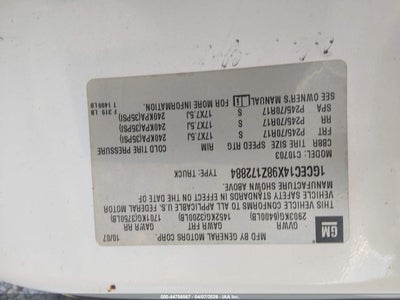 GM
MFD BY GENERAL MOTORS CORP
10/07
GVWR
GAWR FRT
GAWR RR
2903KG(6400LB)
1452KG(3200LB)
1701KG(3750LB)
THIS VEHICLE CONFORMS TO ALL APPLICABLE U.S. FEDERAL MOTOR
VEHICLE SAFETY STANDARDS IN EFFECT ON THE DATE OF
MANUFACTURE SHOWN ABOVE.
1GCEC14X98Z172884 TYPE: TRUCK
MODEL: C10703
TIRE SIZE SPEED RTG RIM COLD TIRE PRESSURE
FRT P245/70R17 S 17X7.5J 240KPA(35PSI)
RR P245/70R17 S 17X7.5J 240KPA(35PSI)
SPA P245/70R17 S 17X7.5J 240KPA(35PSI)
SEE OWNER'S MANUAL FOR MORE INFORMATION.
T 1400 LB
ID: 44756567 - 04/07/2026 - IAA